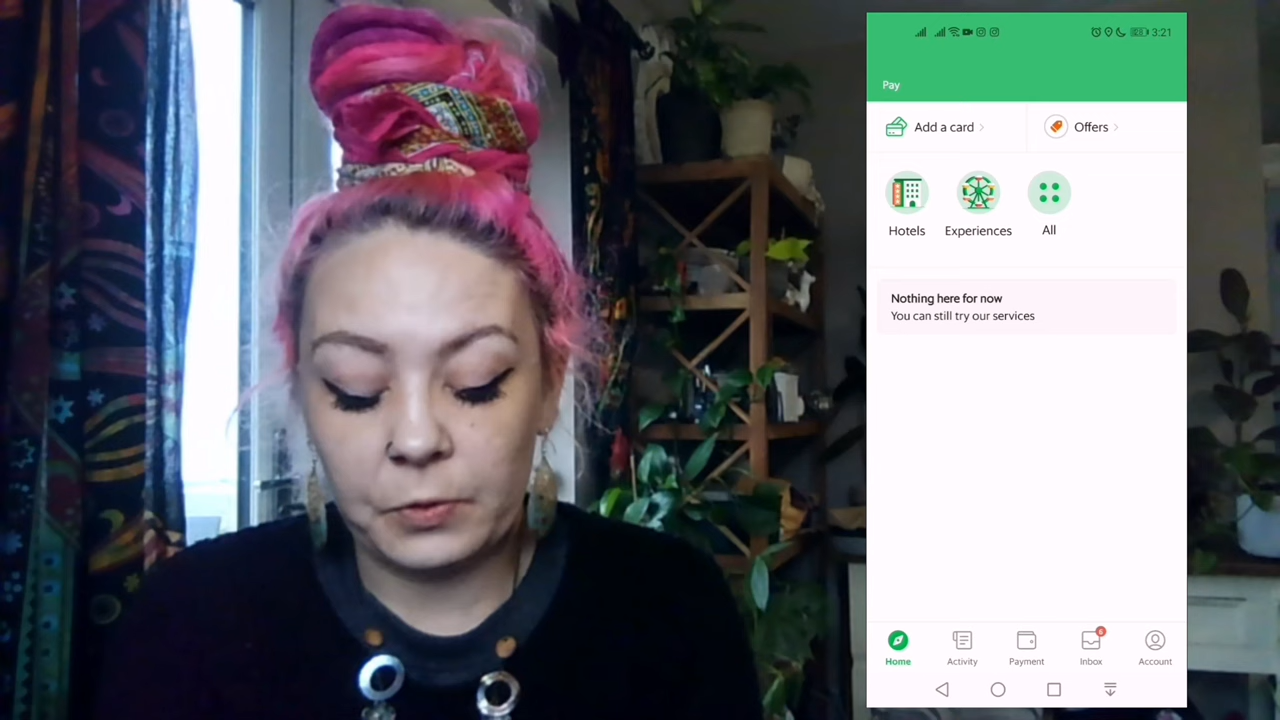 3:21
Pay
Add a card
Offers
Hotels
Experiences
All
Nothing here for now
You can still try our services
Home
Activity
Payment
Inbox
6
Account